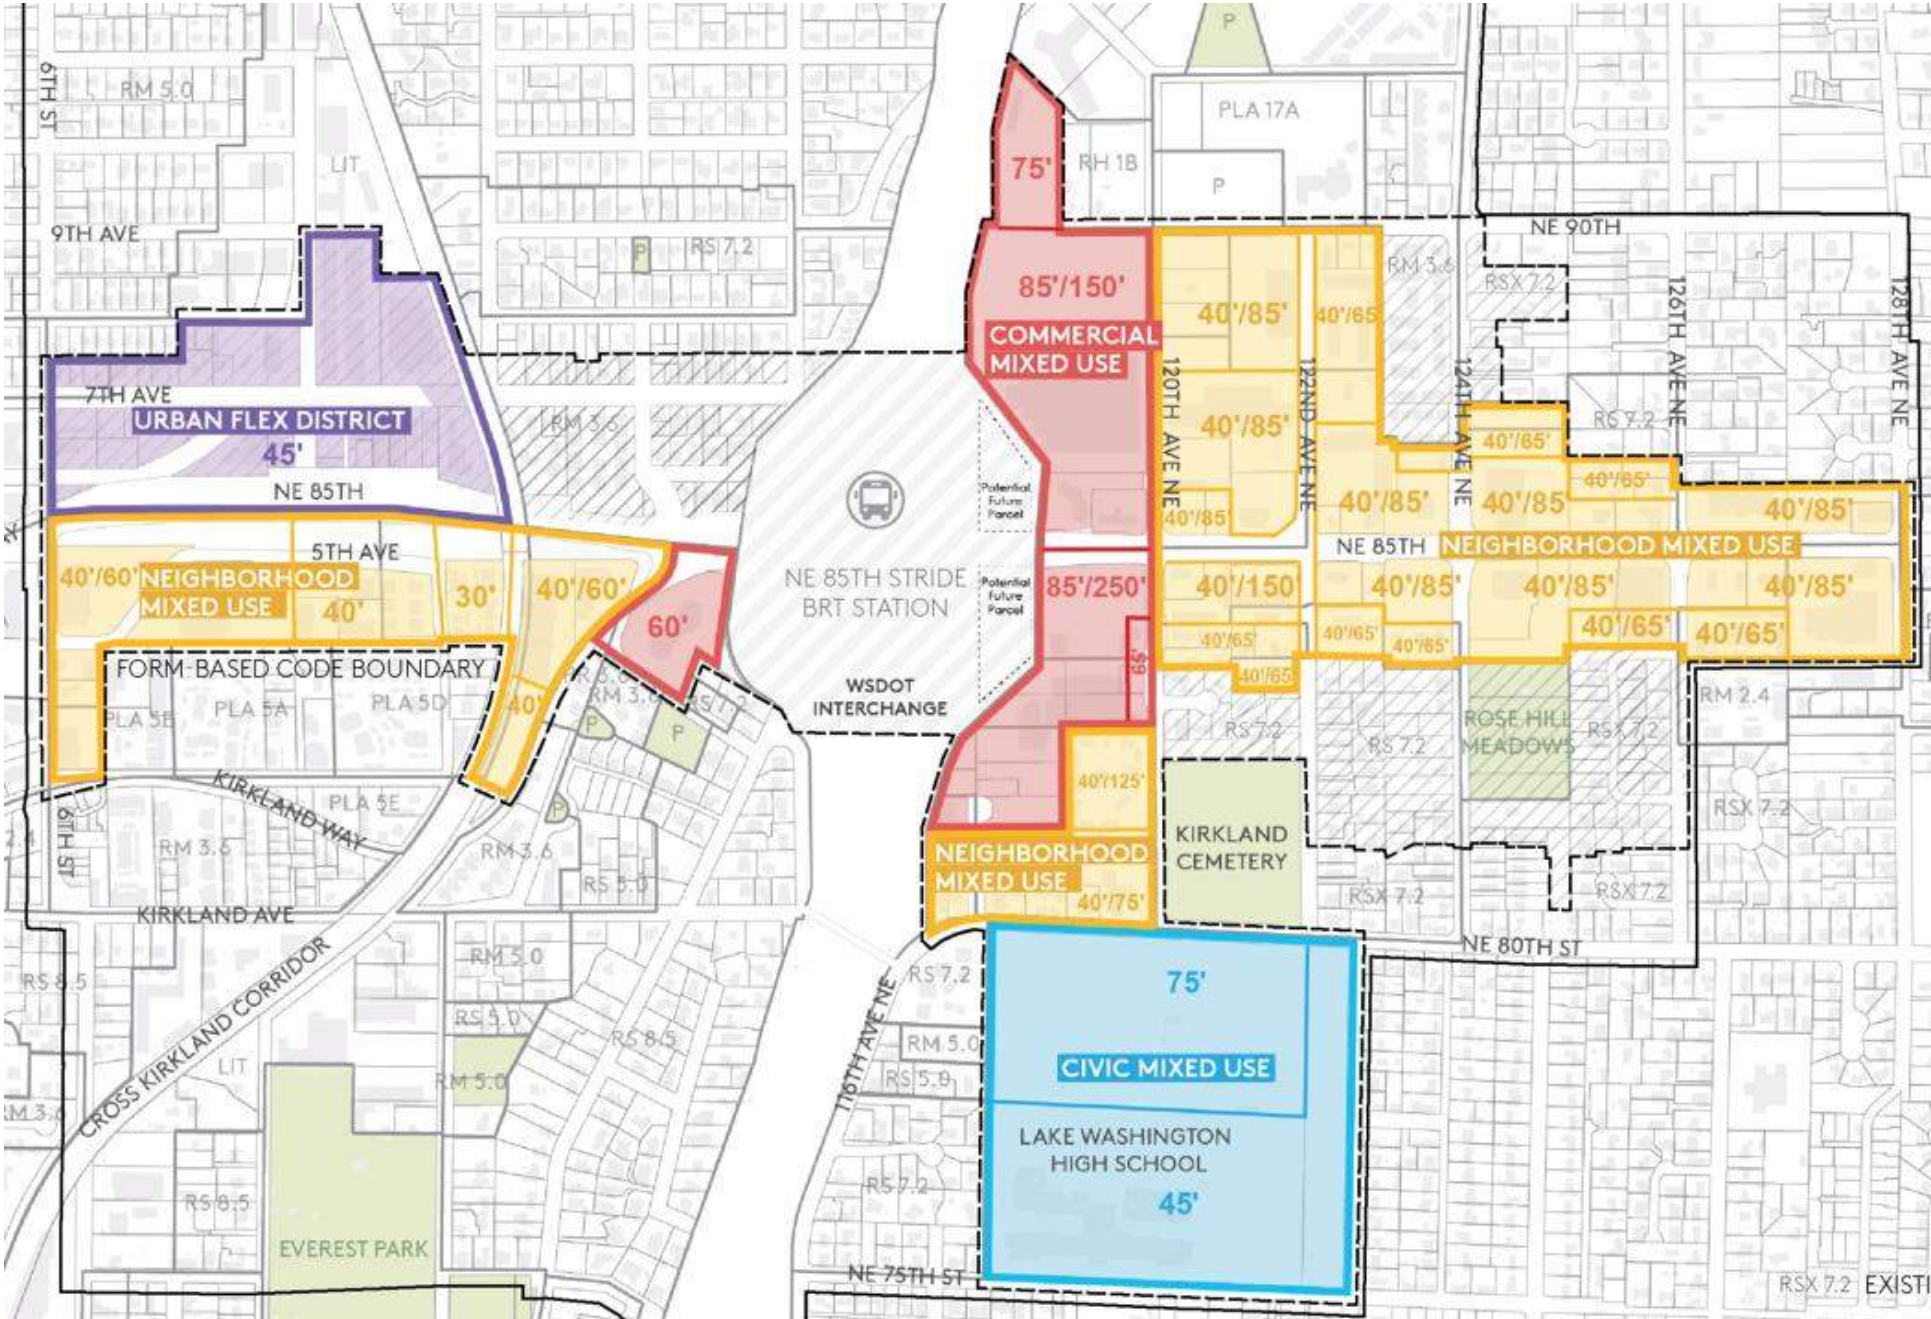 6TH ST
RM 5.0
LIT
9TH AVE
P
RS 7.2
P
PLA 17A
RH 1B
P
75'
NE 90TH
RM 3.6
RSX 7.2
126TH AVE NE
128TH AVE NE
85'/150'
COMMERCIAL
MIXED USE
40'/85'
40'/65'
120TH AVE NE
122ND AVE NE
124TH AVE NE
RS 7.2
7TH AVE
URBAN FLEX DISTRICT
45'
NE 85TH
RM 3.6
40'/85'
40'/65'
40'/65'
Potential
Future
Parcel
40'/85'
40'/85'
40'/85'
40'/85'
5TH AVE
NE 85TH
NEIGHBORHOOD MIXED USE
40'/60'
NEIGHBORHOOD
MIXED USE
40'
30'
40'/60'
60'
NE 85TH STRIDE
BRT STATION
Potential
Future
Parcel
85'/250'
65'
40'/150'
40'/85'
40'/85'
40'/85'
40'/65'
40'/65'
40'/65'
40'/65'
40'/65'
40'/65'
FORM-BASED CODE BOUNDARY
PLA 5A
PLA 5D
40'
RM 3.6
P
P
WSDOT
INTERCHANGE
RS 7.2
RS 7.2
ROSE HILL
MEADOWS
RSX 7.2
RM 2.4
KIRKLAND WAY
PLA 5E
P
40'/125'
RSX 7.2
6TH ST
RM 3.6
RM 3.6
RS 5.0
NEIGHBORHOOD
MIXED USE
40'/75'
KIRKLAND
CEMETERY
RSX 7.2
RSX 7.2
KIRKLAND AVE
NE 80TH ST
RS 8.5
CROSS KIRKLAND CORRIDOR
RM 5.0
RS 5.0
RS 8.5
116TH AVE NE
RS 7.2
RM 5.0
RS 5.0
75'
CIVIC MIXED USE
LIT
RM 5.0
LAKE WASHINGTON
HIGH SCHOOL
45'
RS 8.5
RS 7.2
EVEREST PARK
NE 75TH ST
RSX 7.2